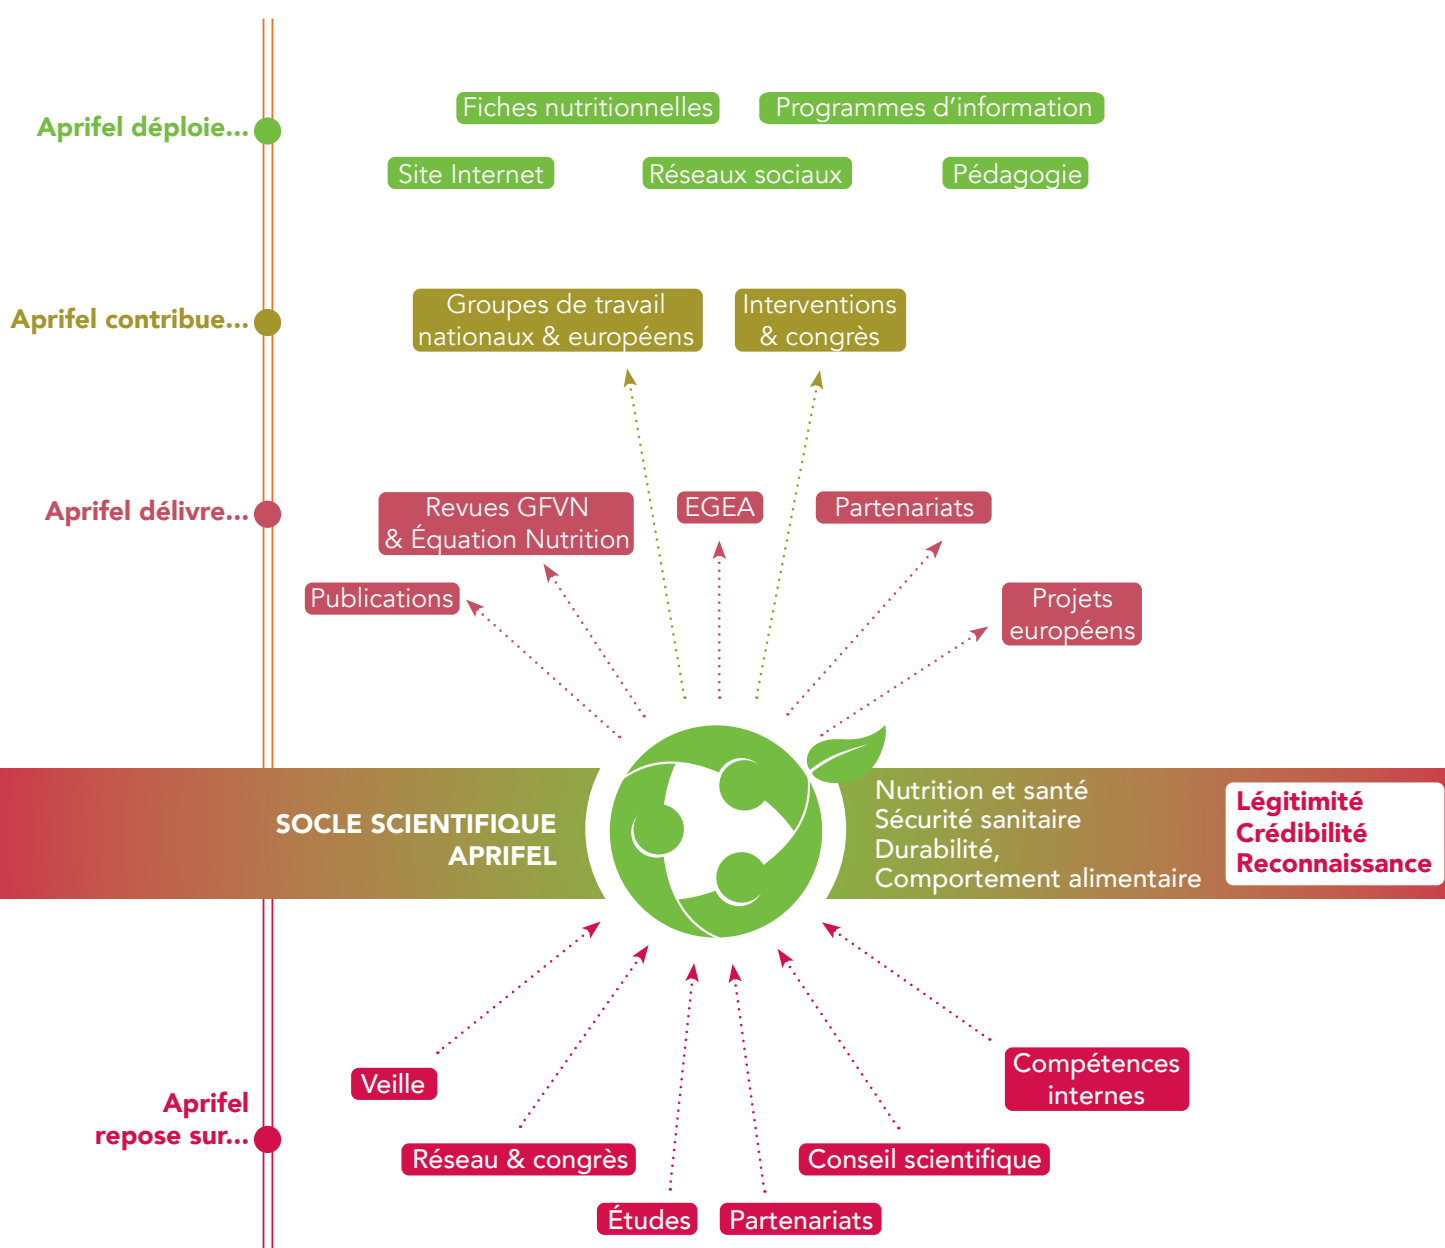 Aprifel déploie...
Fiches nutritionnelles
Programmes d’information
Site Internet
Réseaux sociaux
Pédagogie
Aprifel contribue...
Groupes de travail
nationaux & européens
Interventions
& congrès
Aprifel délivre...
Revues GFVN
& Équation Nutrition
EGEA
Partenariats
Publications
Projets
européens
SOCLE SCIENTIFIQUE
APRIFEL
Nutrition et santé
Sécurité sanitaire
Durabilité,
Comportement alimentaire
Légitimité
Crédibilité
Reconnaissance
Aprifel
repose sur...
Veille
Compétences
internes
Réseau & congrès
Conseil scientifique
Études
Partenariats